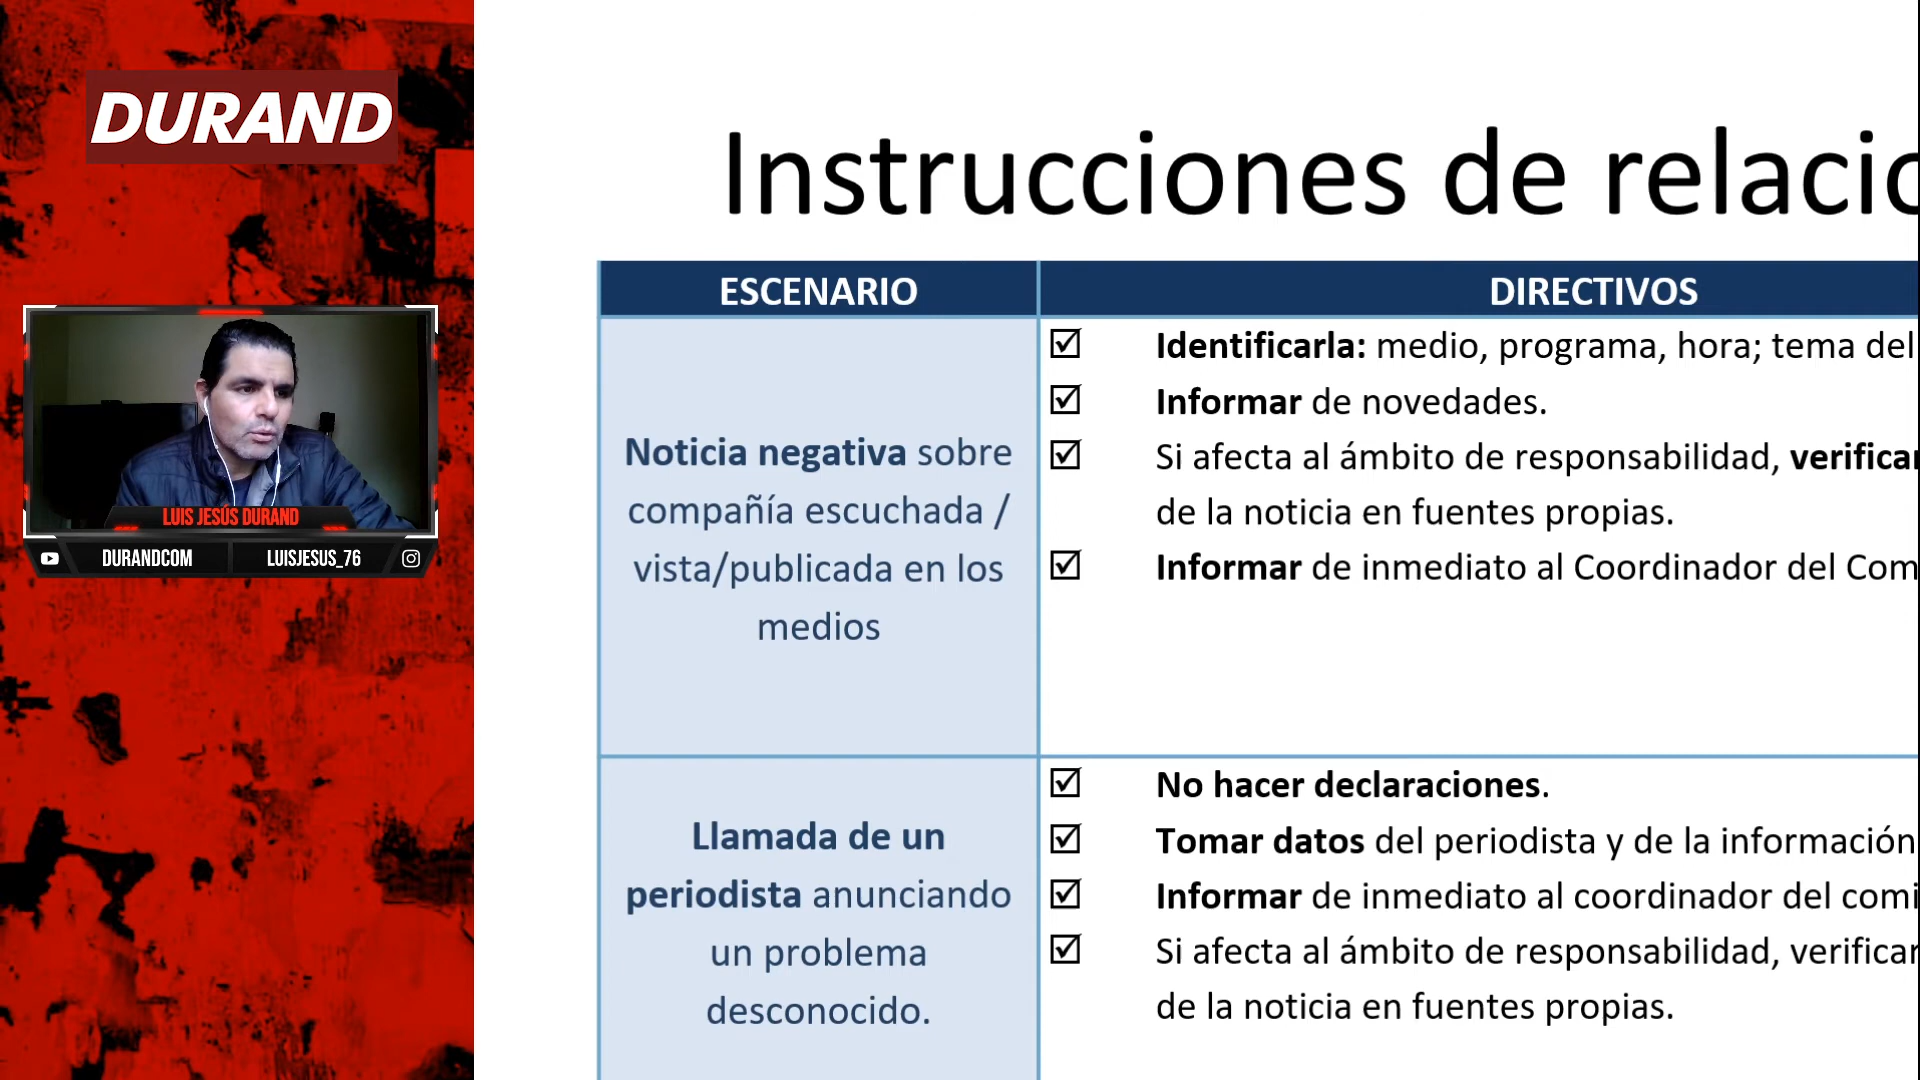 DURAND
LUIS JESÚS DURAND
DURANDCOM
LUISJESUS_76
Instrucciones de relacio
ESCENARIO
DIRECTIVOS
Noticia negativa sobre
compañía escuchada /
vista/publicada en los
medios
Identificarla: medio, programa, hora; tema del
Informar de novedades.
Si afecta al ámbito de responsabilidad, verificar
de la noticia en fuentes propias.
Informar de inmediato al Coordinador del Com
Llamada de un
periodista anunciando
un problema
desconocido.
No hacer declaraciones.
Tomar datos del periodista y de la información
Informar de inmediato al coordinador del comi
Si afecta al ámbito de responsabilidad, verificar
de la noticia en fuentes propias.